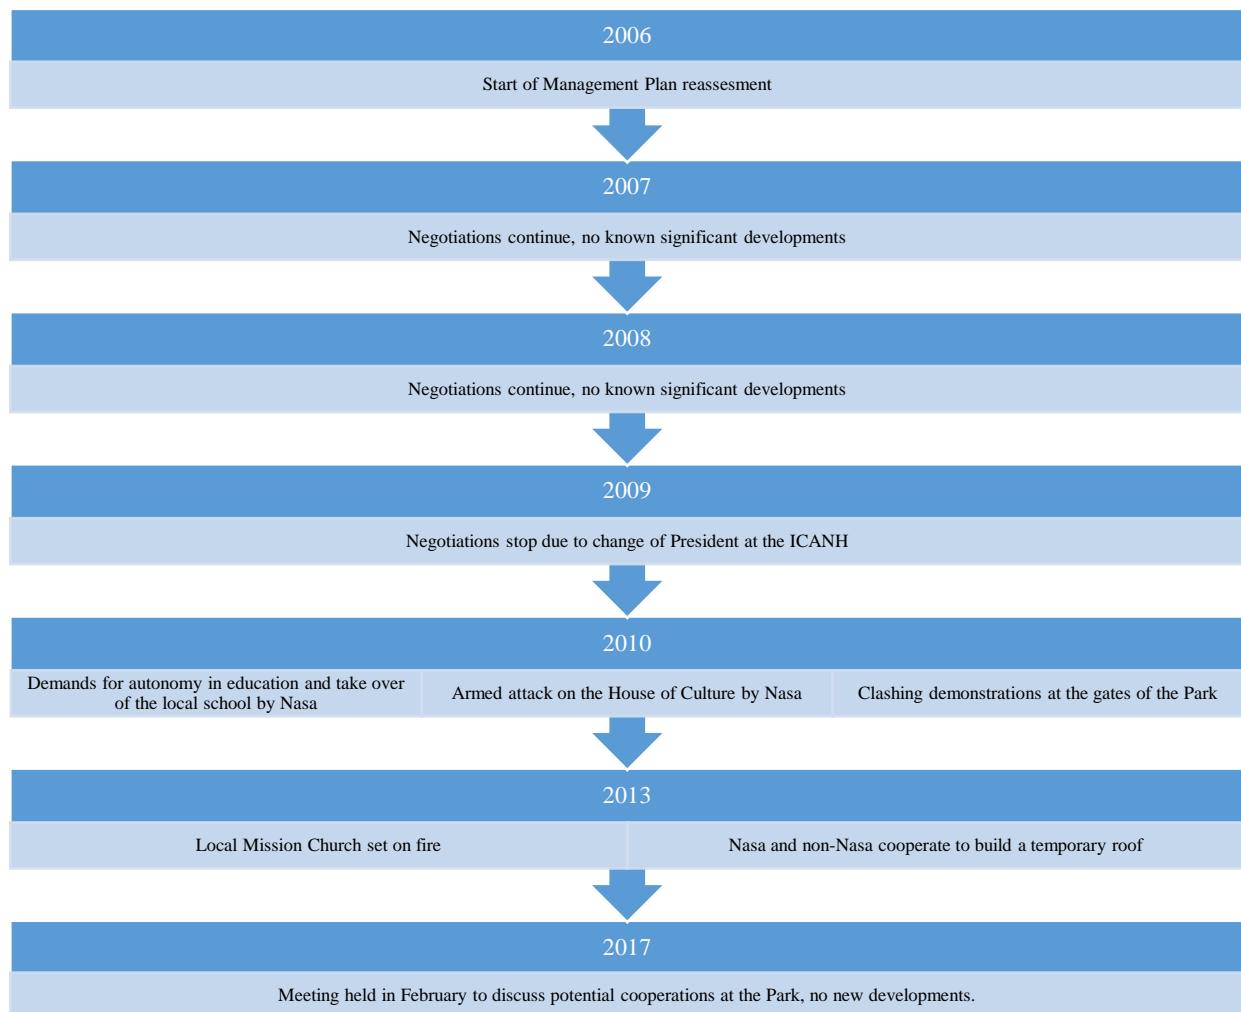 2006
Start of Management Plan reassesment
2007
Negotiations continue, no known significant developments
2008
Negotiations continue, no known significant developments
2009
Negotiations stop due to change of President at the ICANH
2010
Demands for autonomy in education and take over
of the local school by Nasa
Armed attack on the House of Culture by Nasa
Clashing demonstrations at the gates of the Park
2013
Local Mission Church set on fire
Nasa and non-Nasa cooperate to build a temporary roof
2017
Meeting held in February to discuss potential cooperations at the Park, no new developments.